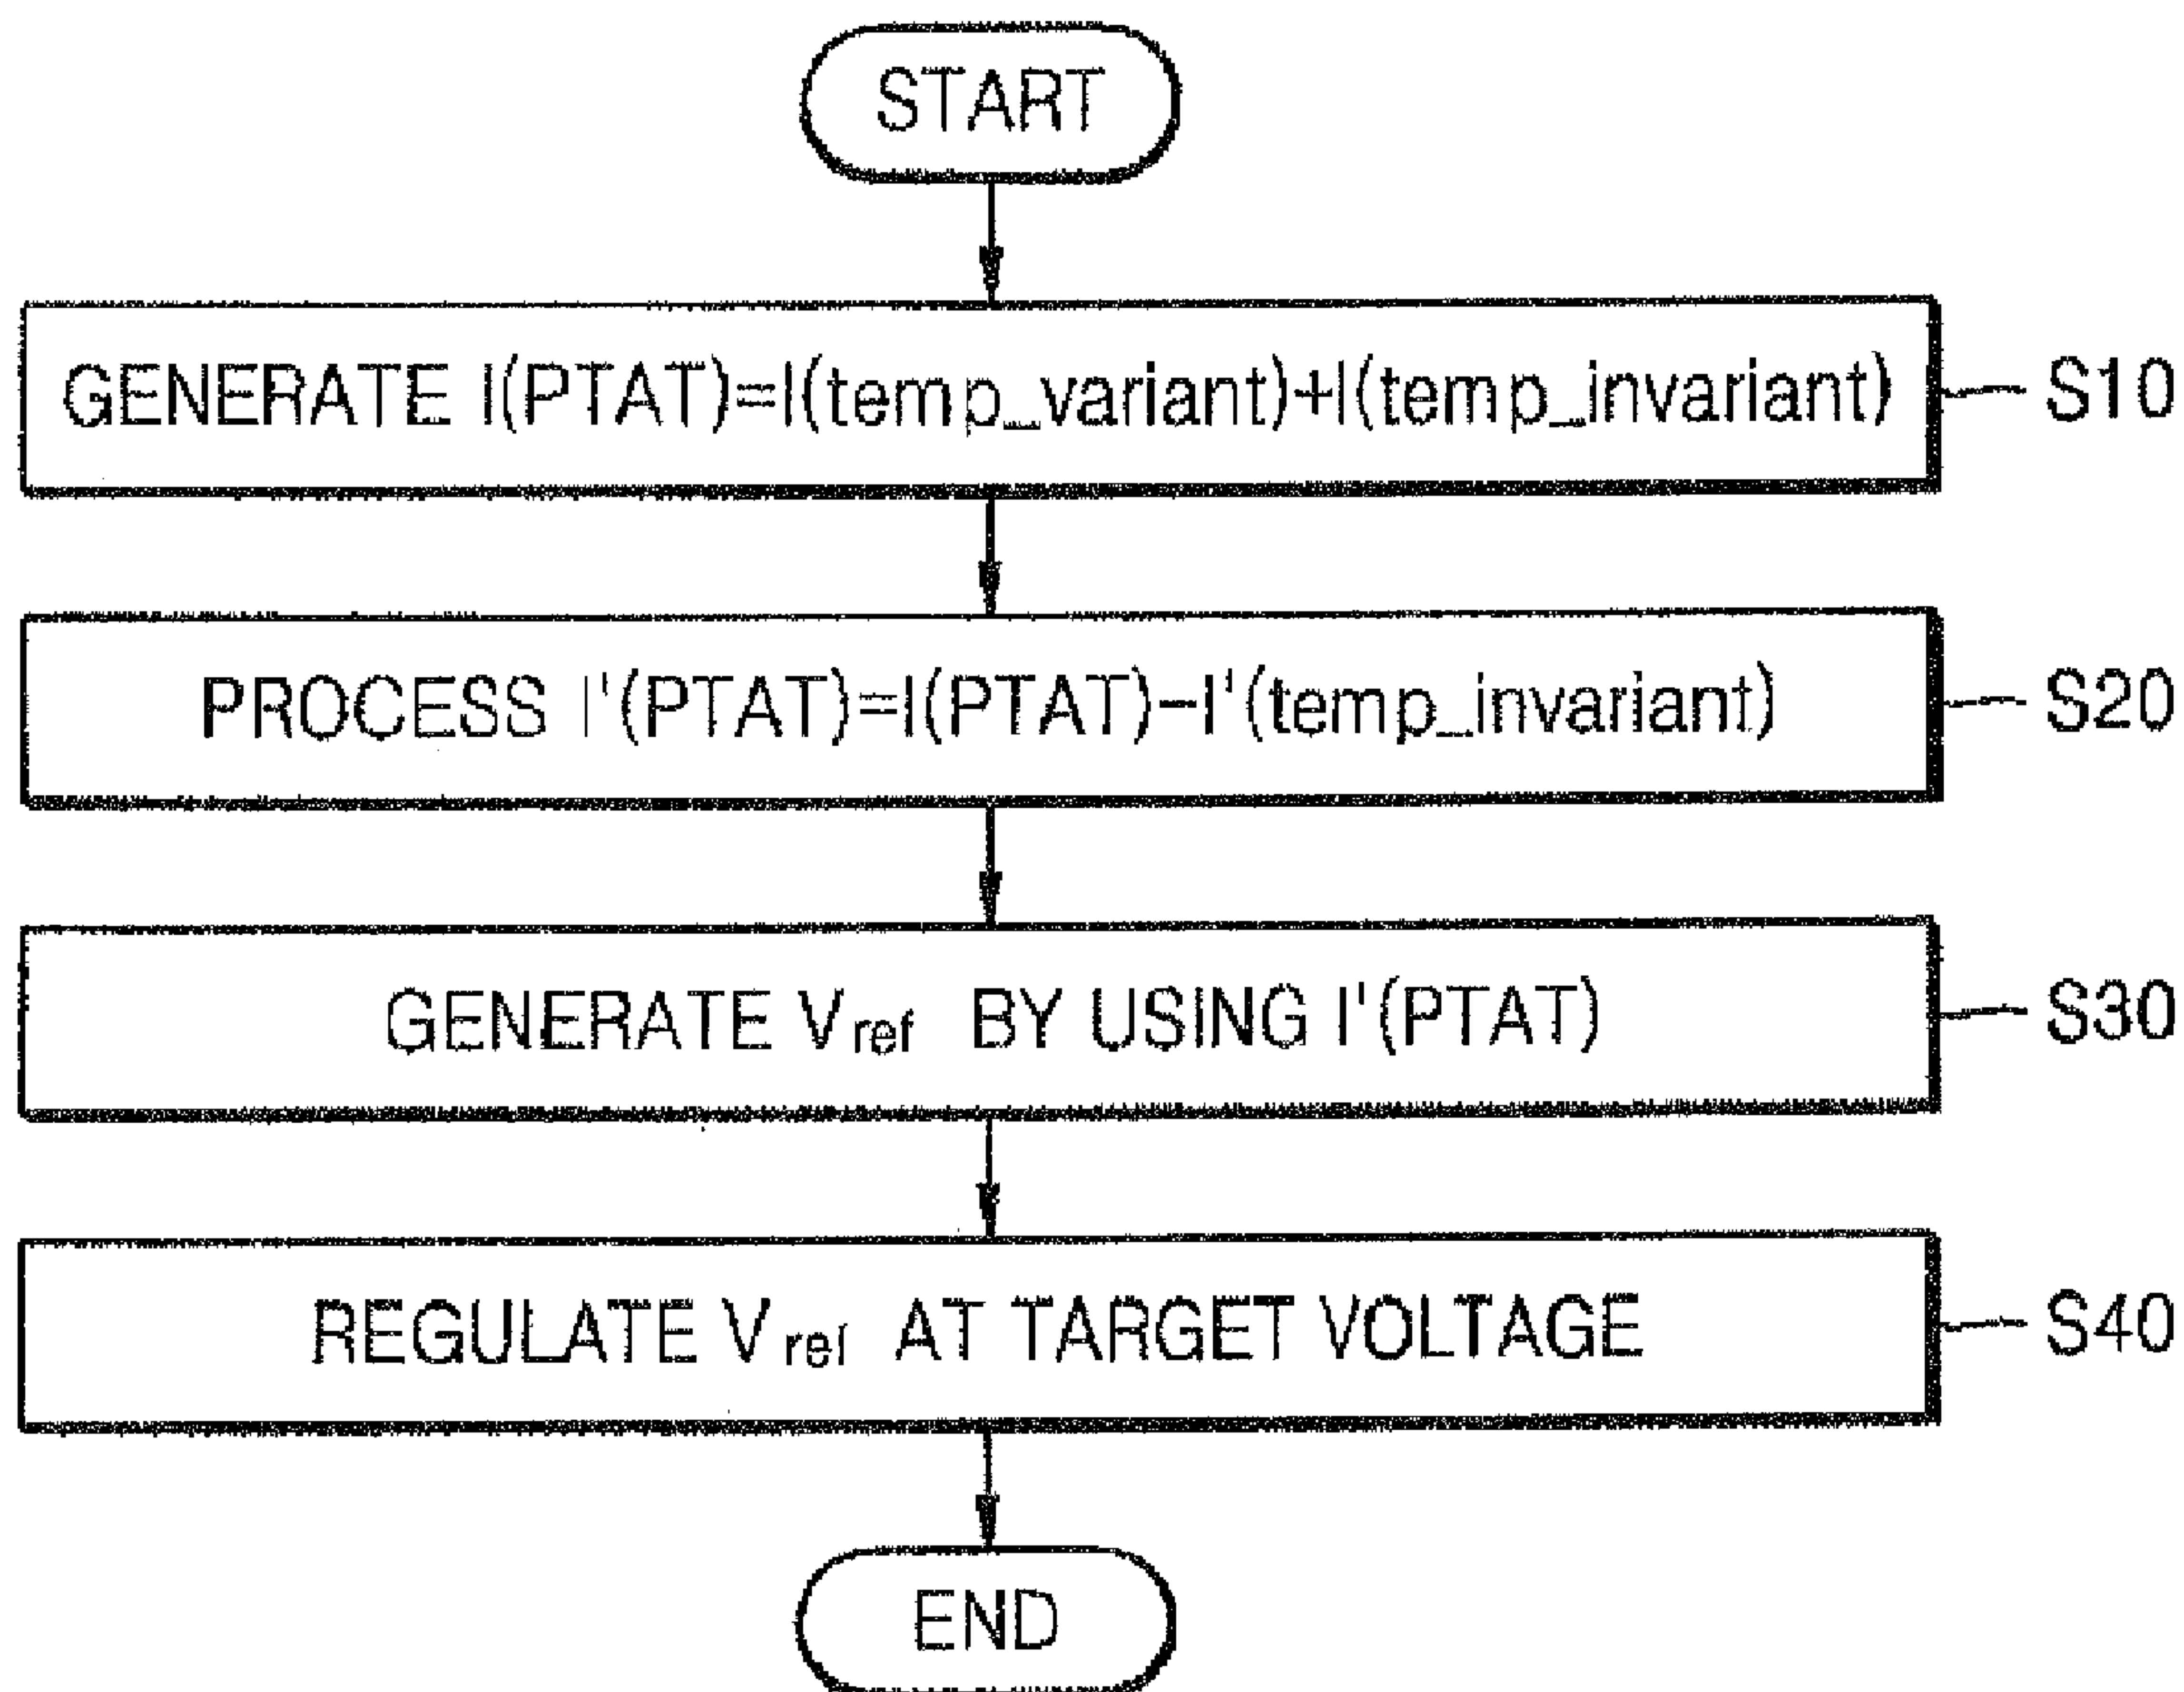 START
GENERATE I(PTAT)=I(temp_variant)+I(temp_invariant)
S10
PROCESS I'(PTAT)=I(PTAT)-I'(temp_invariant)
S20
GENERATE Vref BY USING I'(PTAT)
S30
REGULATE Vref AT TARGET VOLTAGE
S40
END